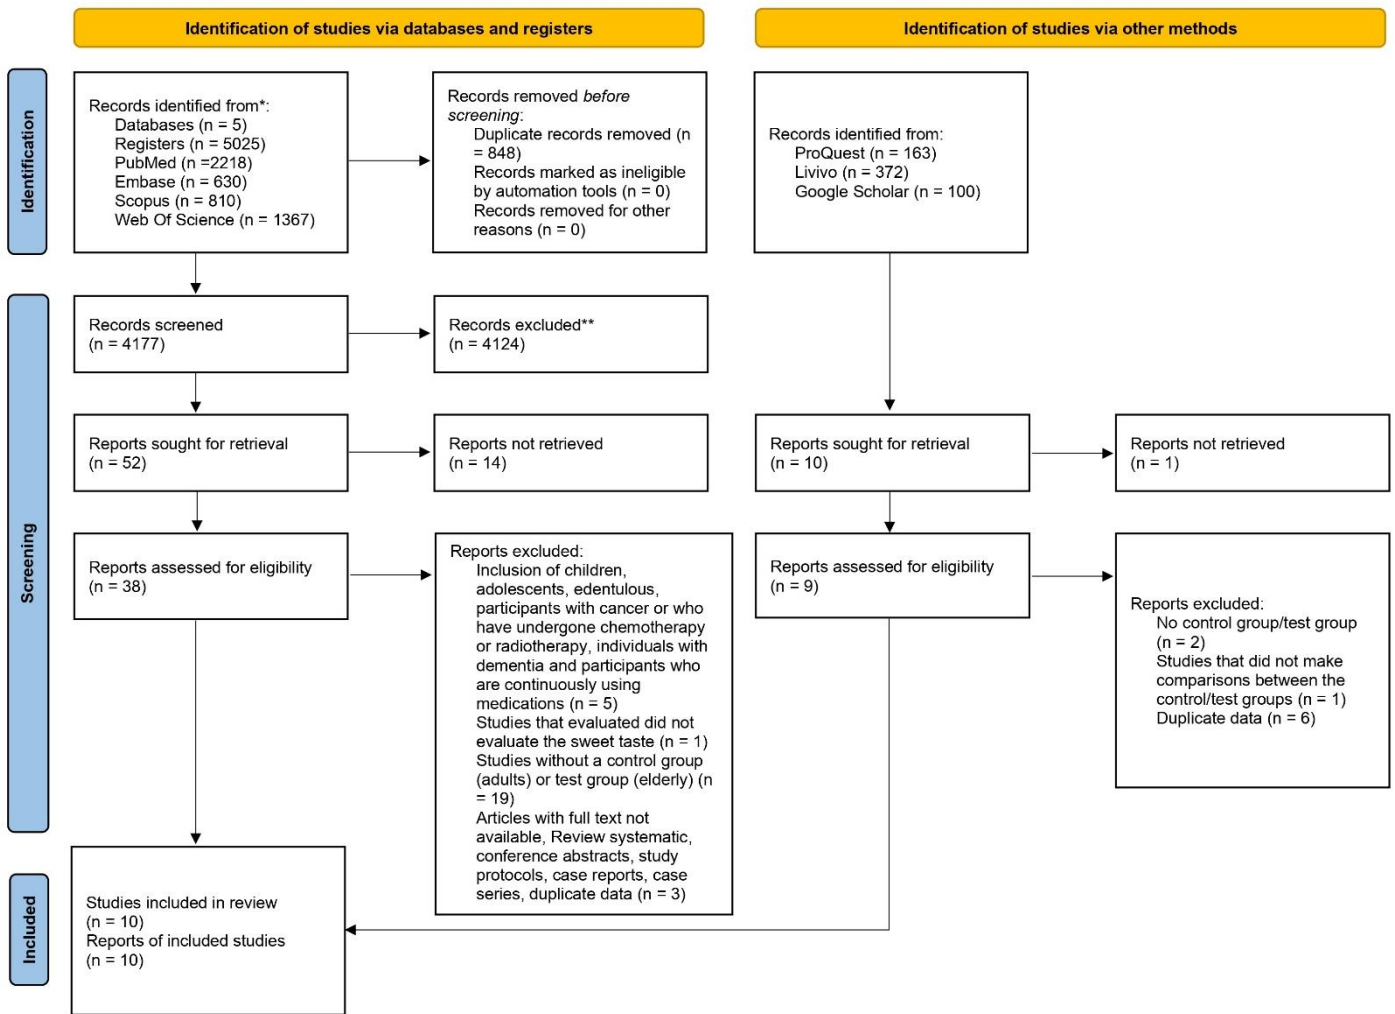 Identification of studies via databases and registers
Identification of studies via other methods
Identification
Records identified from*:
Databases (n = 5)
Registers (n = 5025)
PubMed (n =2218)
Embase (n = 630)
Scopus (n = 810)
Web Of Science (n = 1367)
Records removed before
screening:
Duplicate records removed (n
= 848)
Records marked as ineligible
by automation tools (n = 0)
Records removed for other
reasons (n = 0)
Records identified from:
ProQuest (n = 163)
Livivo (n = 372)
Google Scholar (n = 100)
Screening
Records screened
(n = 4177)
Records excluded**
(n = 4124)
Reports sought for retrieval
(n = 52)
Reports not retrieved
(n = 14)
Reports sought for retrieval
(n = 10)
Reports not retrieved
(n = 1)
Reports assessed for eligibility
(n = 38)
Reports excluded:
Inclusion of children,
adolescents, edentulous,
participants with cancer or who
have undergone chemotherapy
or radiotherapy, individuals with
dementia and participants who
are continuously using
medications (n = 5)
Studies that evaluated did not
evaluate the sweet taste (n = 1)
Studies without a control group
(adults) or test group (elderly) (n
= 19)
Articles with full text not
available, Review systematic,
conference abstracts, study
protocols, case reports, case
series, duplicate data (n = 3)
Reports assessed for eligibility
(n = 9)
Reports excluded:
No control group/test group
(n = 2)
Studies that did not make
comparisons between the
control/test groups (n = 1)
Duplicate data (n = 6)
Included
Studies included in review
(n = 10)
Reports of included studies
(n = 10)